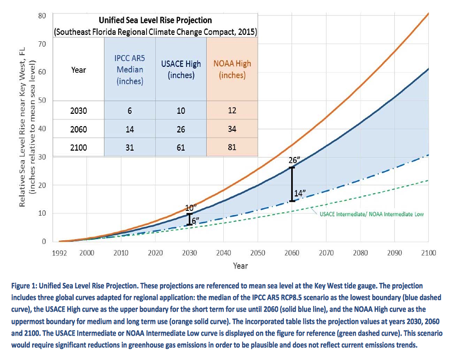 Unified Sea Level Rise Projection
(Southeast Florida Regional Climate Change Compact, 2015)
Year
IPCC AR5
Median
(inches)
USACE High
(inches)
NOAA High
(inches)
2030 6 10 12
2060 14 26 34
2100 31 61 81
Relative Sea Level Rise near Key West, FL
(inches relative to mean sea level)
80
70
60
50
40
30
20
10
0
10"
6"
26"
14"
USACE Intermediate/ NOAA Intermediate Low
1992 2000 2010 2020 2030 2040 2050 2060 2070 2080 2090 2100
Year
Figure 1: Unified Sea Level Rise Projection. These projections are referenced to mean sea level at the Key West tide gauge. The projection
includes three global curves adapted for regional application: the median of the IPCC AR5 RCP8.5 scenario as the lowest boundary (blue dashed
curve), the USACE High curve as the upper boundary for the short term for use until 2060 (solid blue line), and the NOAA High curve as the
uppermost boundary for medium and long term use (orange solid curve). The incorporated table lists the projection values at years 2030, 2060
and 2100. The USACE Intermediate or NOAA Intermediate Low curve is displayed on the figure for reference (green dashed curve). This scenario
would require significant reductions in greenhouse gas emissions in order to be plausible and does not reflect current emissions trends.